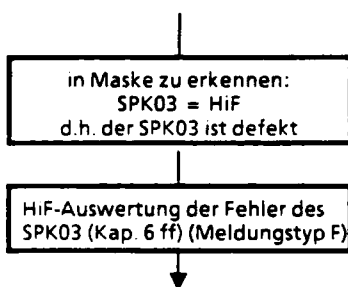 in Maske zu erkennen:
SPK03 = HiF
d.h. der SPK03 ist defekt
HiF-Auswertung der Fehler des
SPK03 (Kap. 6 ff) (Meldungstyp F)